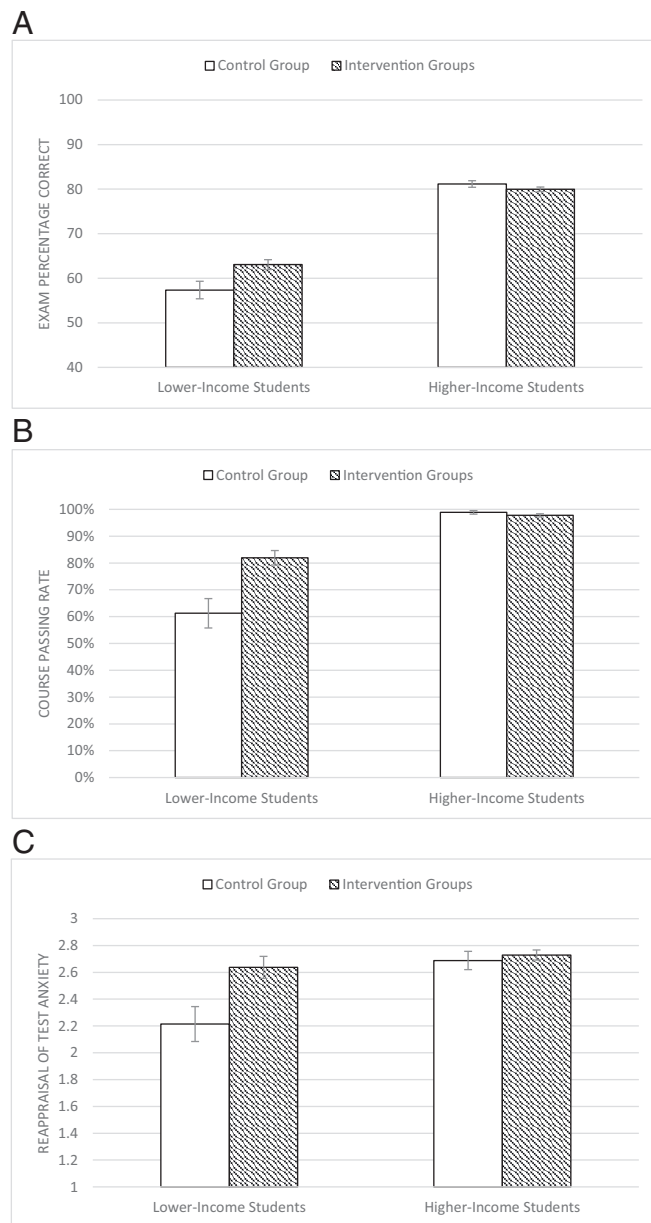 A
Control Group Intervention Groups
100
90
80
70
60
50
40
EXAM PERCENTAGE CORRECT
Lower-Income Students Higher-Income Students
B
Control Group Intervention Groups
100%
90%
80%
70%
60%
50%
40%
30%
20%
10%
0%
COURSE PASSING RATE
Lower-Income Students Higher-Income Students
C
Control Group Intervention Groups
3
2.8
2.6
2.4
2.2
2
1.8
1.6
1.4
1.2
1
REAPPRAISAL OF TEST ANXIETY
Lower-Income Students Higher-Income Students